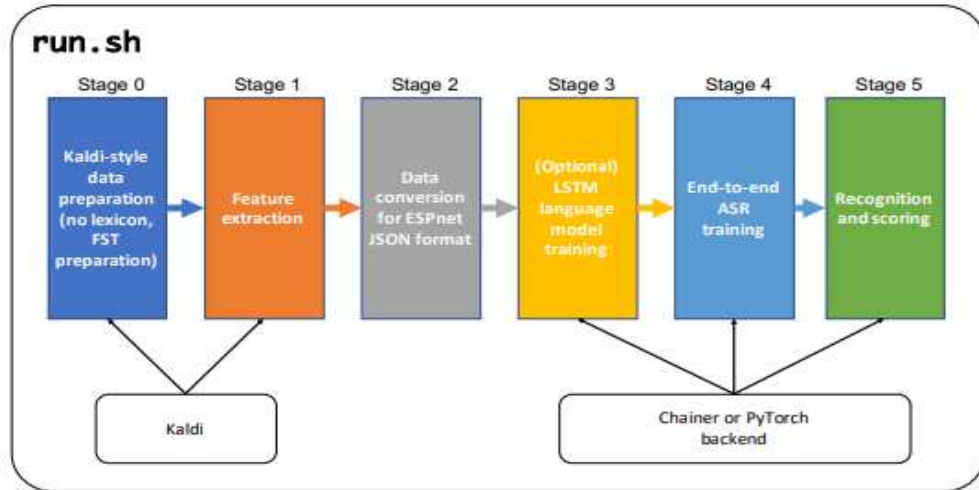 run.sh
Stage 0
Stage 1
Stage 2
Stage 3
Stage 4
Stage 5
Kaldi-style
data
preparation
(no lexicon,
FST
preparation)
Feature
extraction
Data
conversion
for ESPnet
JSON format
(Optional)
LSTM
language
model
training
End-to-end
ASR
training
Recognition
and scoring
Kaldi
Chainer or PyTorch
backend